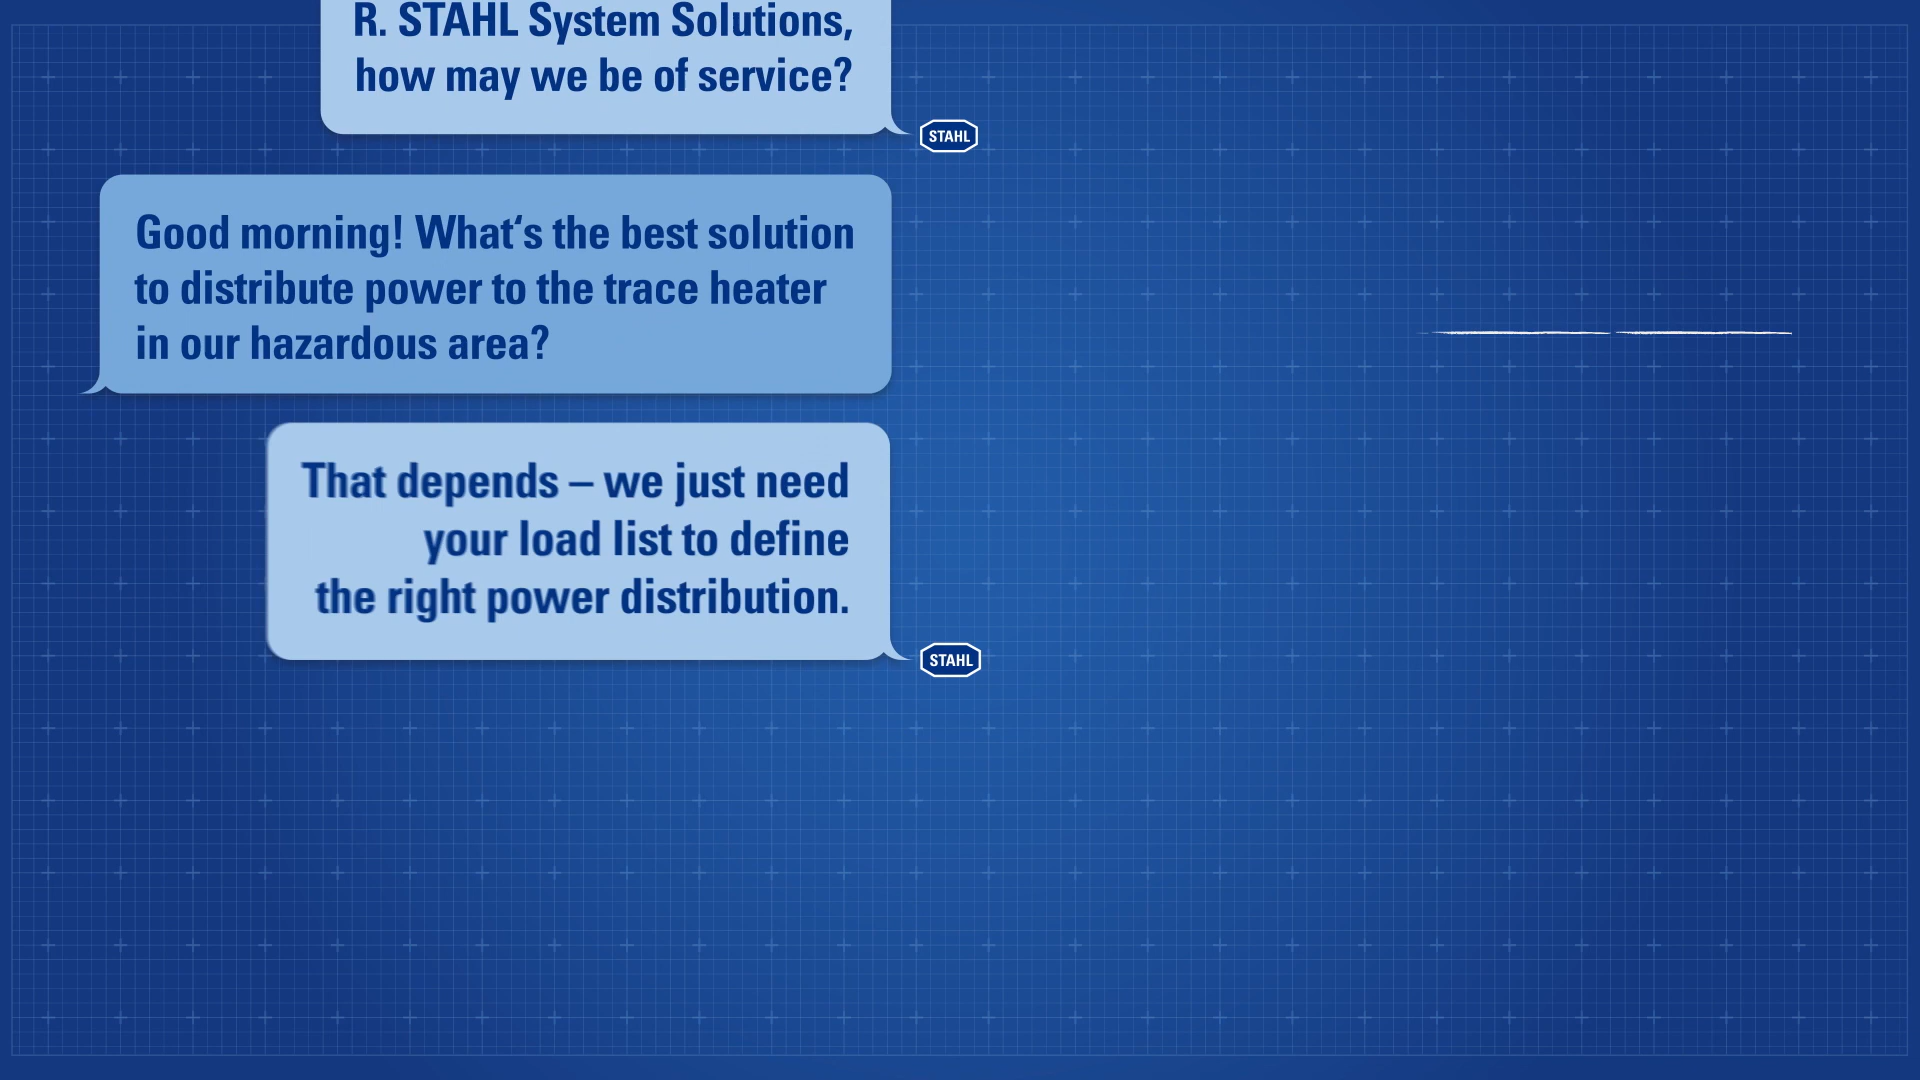 R. STAHL System Solutions,
how may we be of service?
STAHL
Good morning! What‘s the best solution
to distribute power to the trace heater
in our hazardous area?
That depends – we just need
your load list to define
the right power distribution.
STAHL